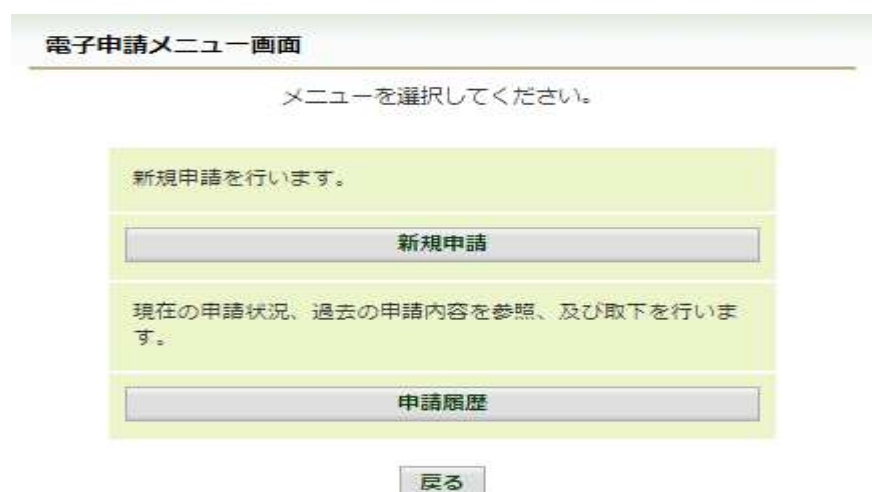 電子申請メニュー画面
メニューを選択してください。
新規申請を行います。
新規申請
現在の申請状況、過去の申請内容を参照、及び取下を行いま
す。
申請履歴
戻る